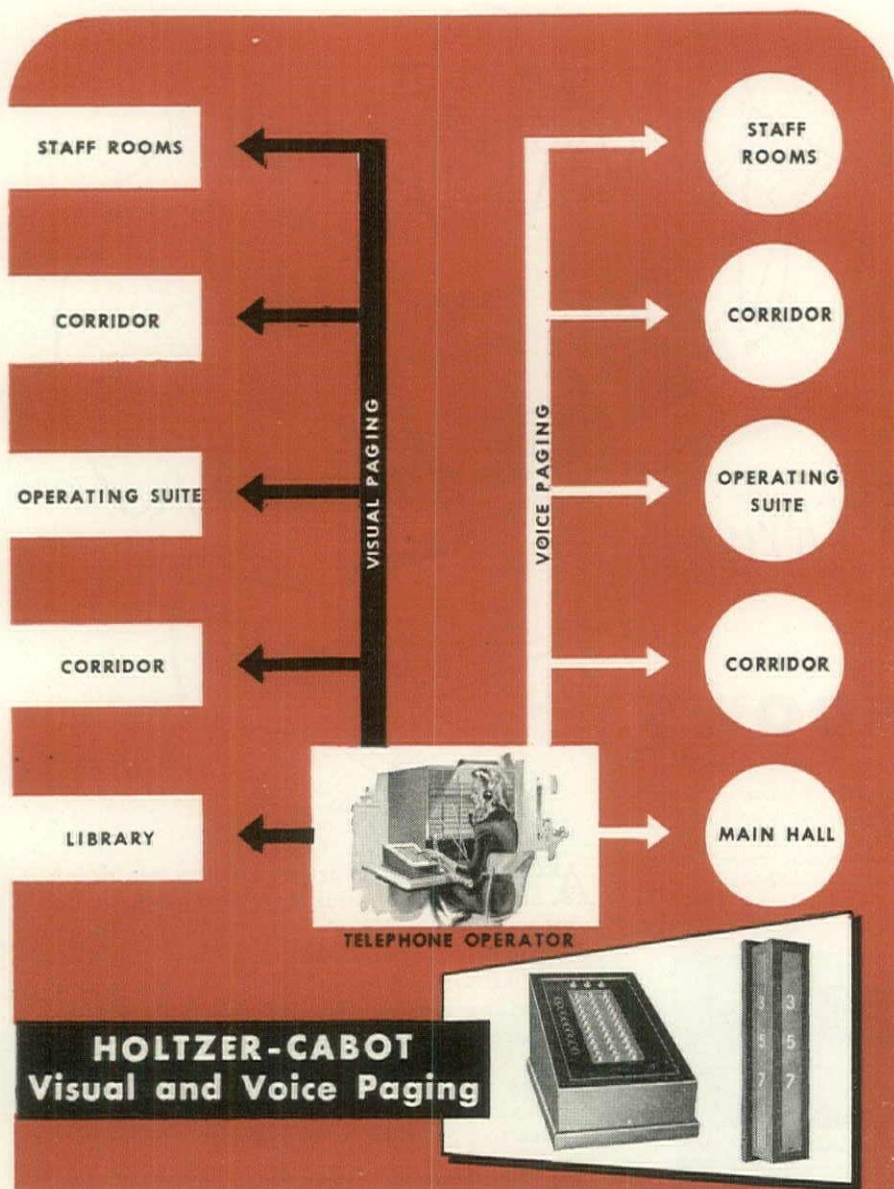 STAFF ROOMS
CORRIDOR
OPERATING SUITE
CORRIDOR
LIBRARY
VISUAL PAGING
VOICE PAGING
STAFF
ROOMS
CORRIDOR
OPERATING
SUITE
CORRIDOR
MAIN HALL
TELEPHONE OPERATOR
HOLTZER-CABOT
Visual and Voice Paging
3 3
5 5
7 7